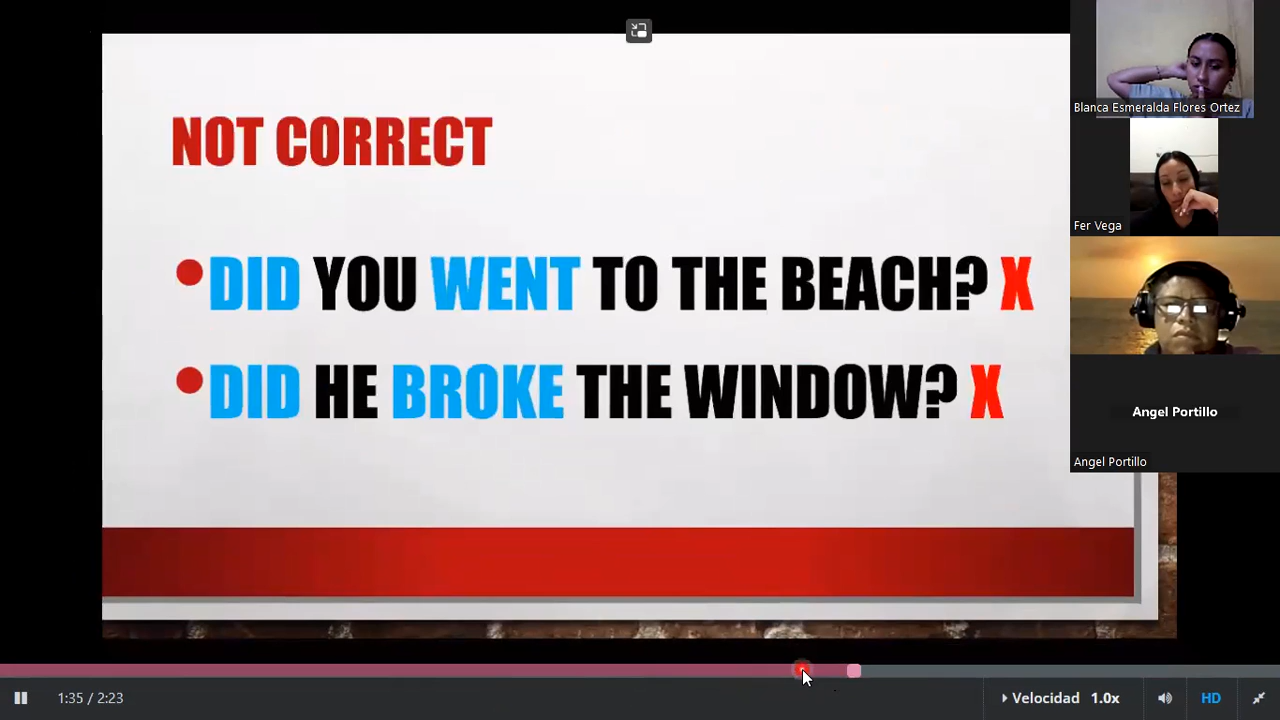 NOT CORRECT
•DID YOU WENT TO THE BEACH? X
•DID HE BROKE THE WINDOW? X
Blanca Esmeralda Flores Ortez
Fer Vega
Angel Portillo
Angel Portillo
1:35 / 2:23
Velocidad 1.0x
HD